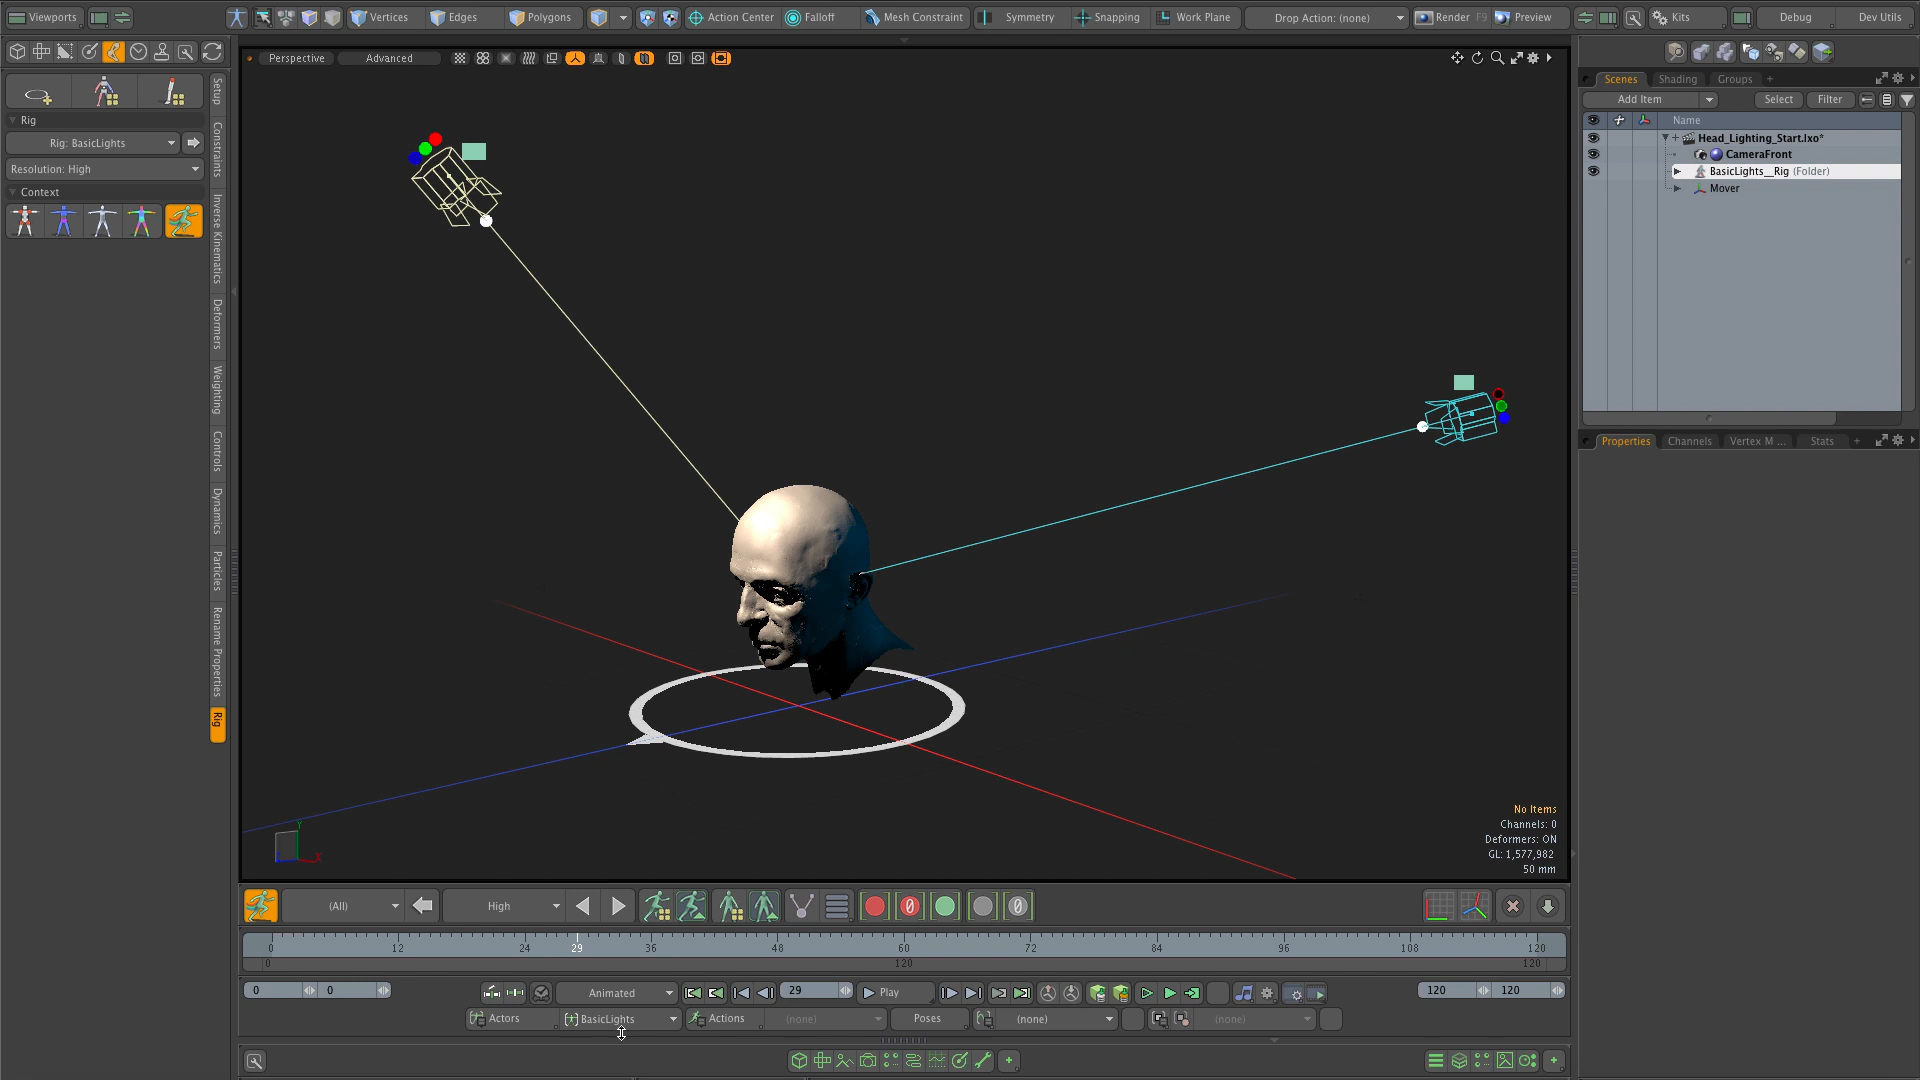 Viewports Vertices Edges Polygons Action Center Falloff Mesh Constraint Symmetry Snapping Work Plane Drop Action: (none) Render F9 Preview Kits Debug Dev Utils
Perspective Advanced
Scenes Shading Groups +
Add Item Select Filter
Name
Head_Lighting_Start.lxo*
CameraFront
BasicLights__Rig (Folder)
Mover
Rig
Rig: BasicLights
Resolution: High
Context
Setup
Constraints
Inverse Kinematics
Deformers
Weighting
Controls
Dynamics
Particles
Rename Properties
Rig
Properties Channels Vertex M ... Stats +
Y
X
No Items
Channels: 0
Deformers: ON
GL: 1,577,982
50 mm
(All) High 0 0
0 12 24 29 36 48 60 72 84 96 108 120
0 120 120
0 0 Animated 29 Play 120 120
Actors BasicLights Actions (none) Poses (none) (none)